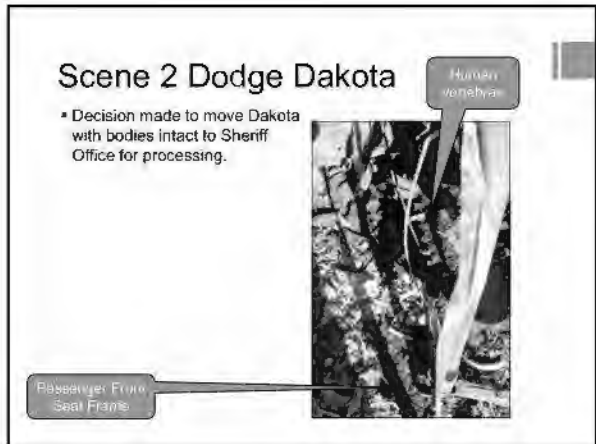 Scene 2 Dodge Dakota
Human
vertebrae
▪ Decision made to move Dakota
with bodies intact to Sheriff
Office for processing.
Passenger Front
Seat Frame